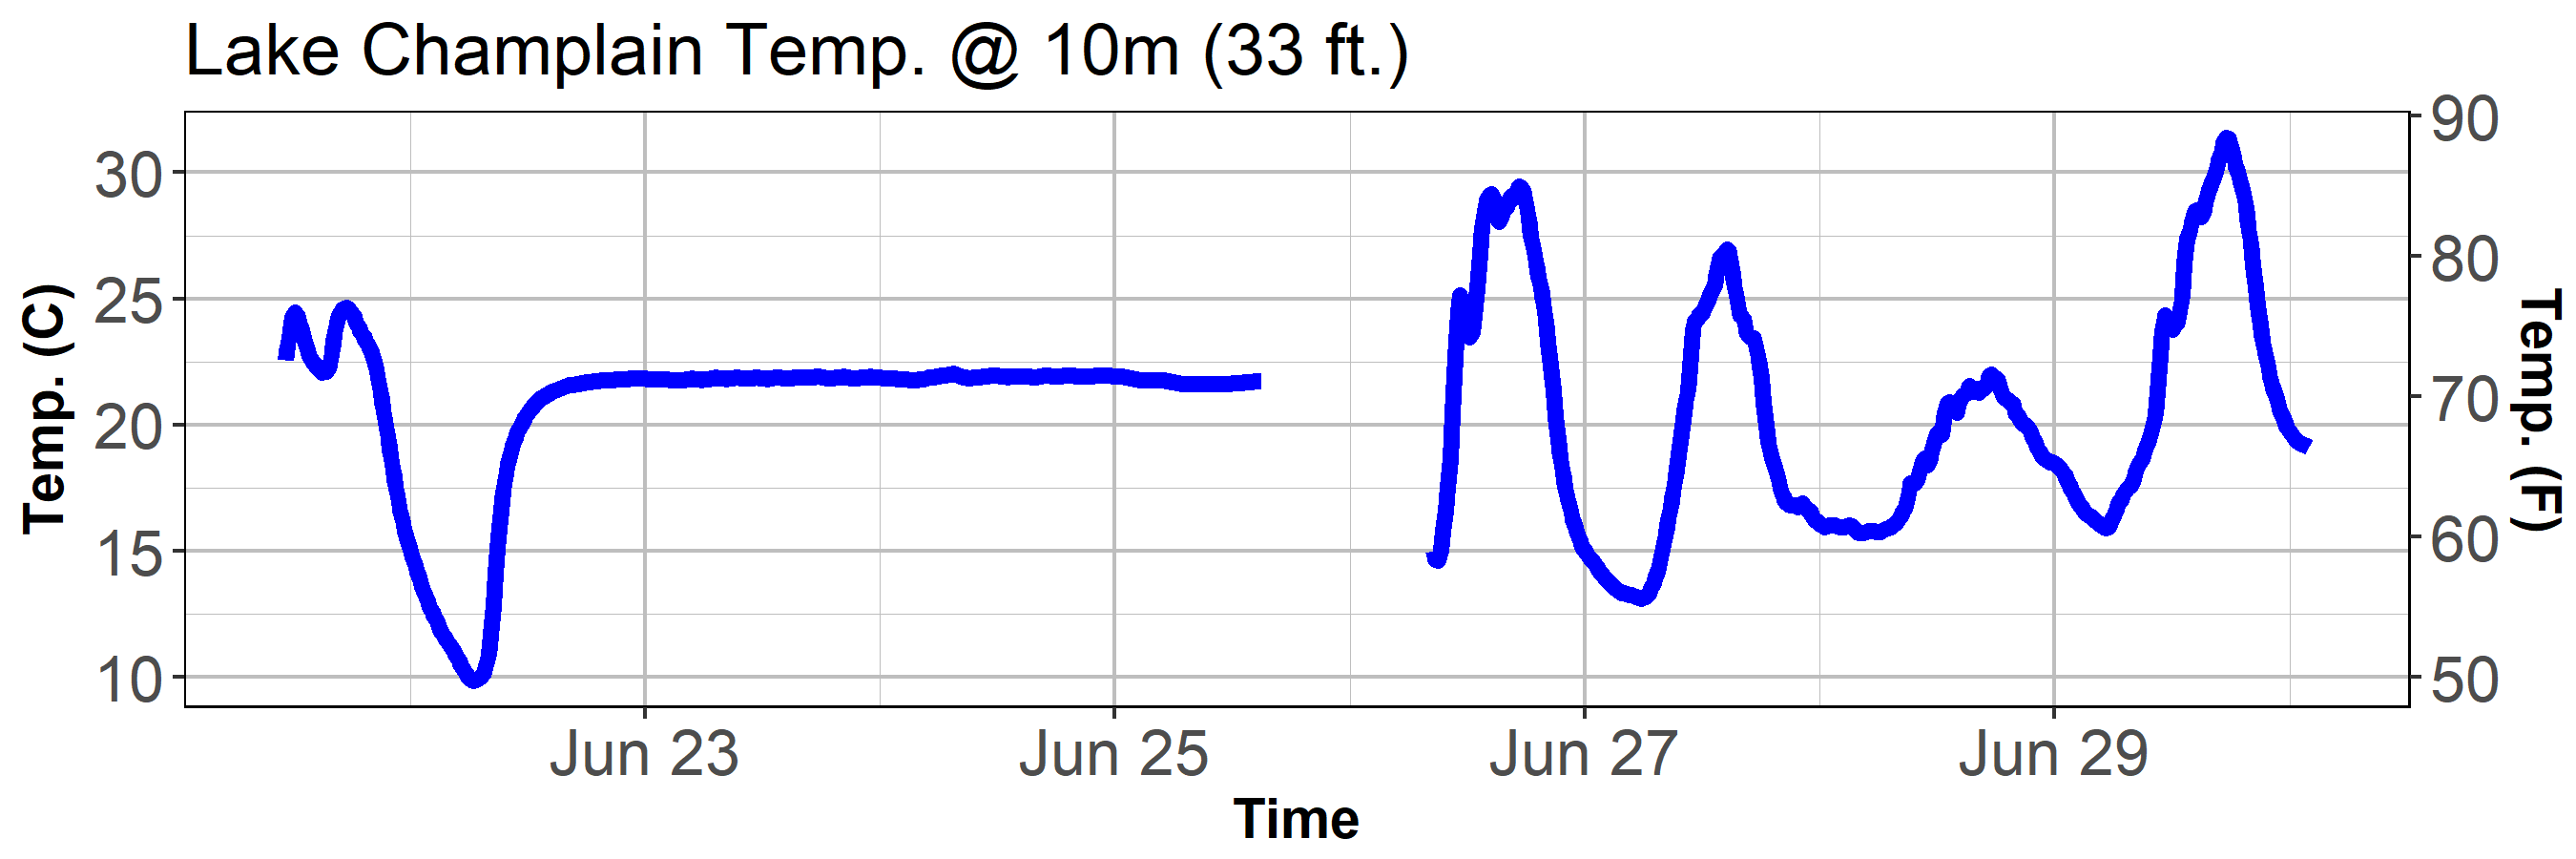 Lake Champlain Temp. @ 10m (33 ft.)
Temp. (C)
30
25
20
15
10
90
80
70
60
50
Temp. (F)
Jun 23
Jun 25
Jun 27
Jun 29
Time